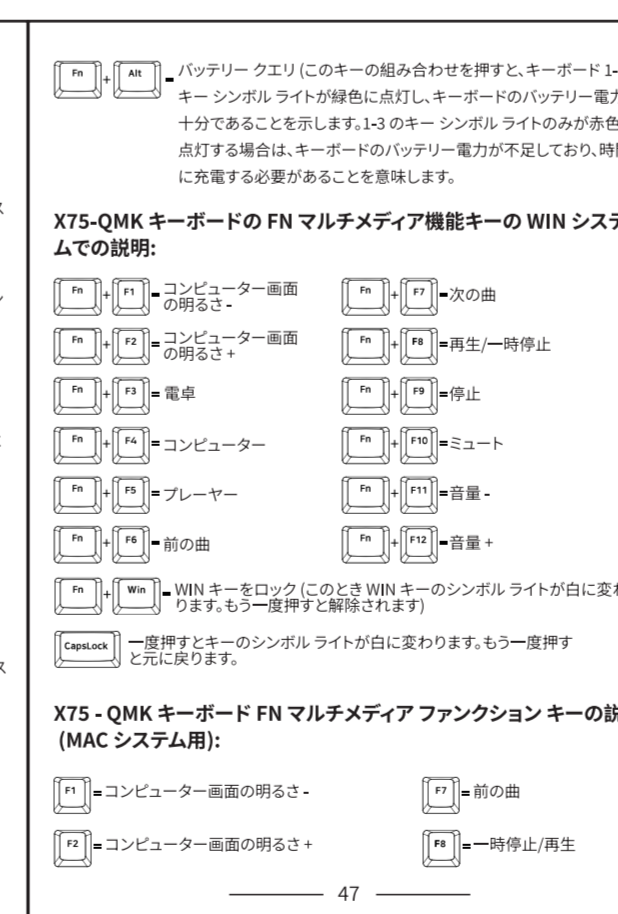 Fn + Alt = バッテリー クエリ (このキーの組み合わせを押すと、キーボード 1-
キー シンボル ライトが緑色に点灯し、キーボードのバッテリー電力
十分であることを示します。1-3 のキー シンボル ライトのみが赤色
点灯する場合は、キーボードのバッテリー電力が不足しており、時
に充電する必要があることを意味します。
X75-QMK キーボードの FN マルチメディア機能キーの WIN システ
ムでの説明:
Fn + F1 = コンピューター画面
の明るさ -
Fn + F7 = 次の曲
Fn + F2 = コンピューター画面
の明るさ +
Fn + F8 = 再生/一時停止
Fn + F3 = 電卓
Fn + F9 = 停止
Fn + F4 = コンピューター
Fn + F10 = ミュート
Fn + F5 = プレーヤー
Fn + F11 = 音量 -
Fn + F6 = 前の曲
Fn + F12 = 音量 +
Fn + Win = WIN キーをロック (このとき WIN キーのシンボル ライトが白に変わ
ります。もう一度押すと解除されます)
CapsLock 一度押すとキーのシンボル ライトが白に変わります。もう一度押す
と元に戻ります。
X75 - QMK キーボード FN マルチメディア ファンクション キーの説
(MAC システム用):
F1 = コンピューター画面の明るさ -
F7 = 前の曲
F2 = コンピューター画面の明るさ +
F8 = 一時停止/再生
47